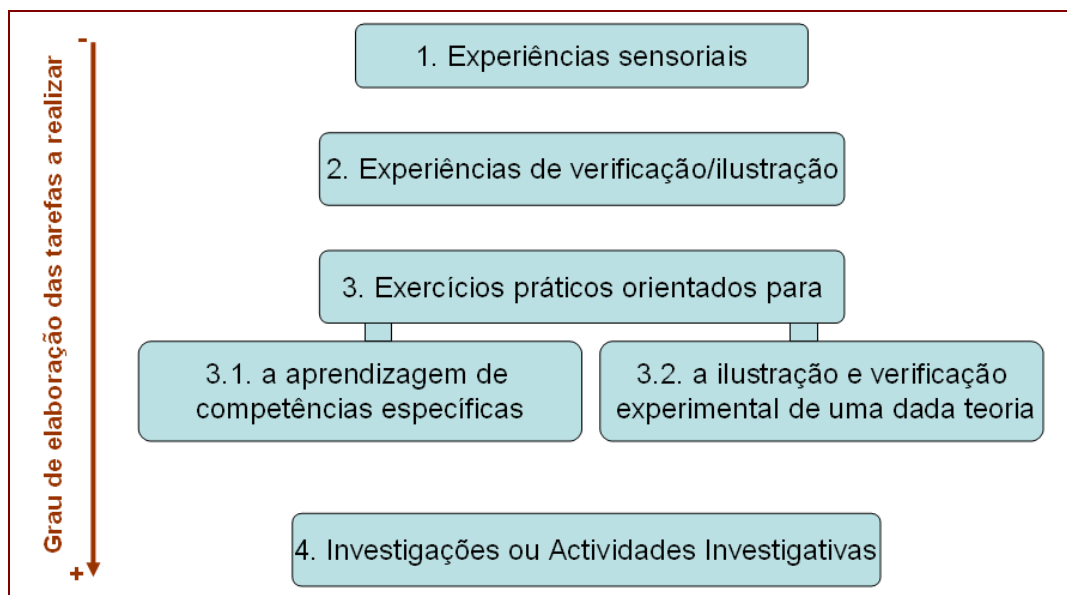 -
1. Experiências sensoriais
2. Experiências de verificação/ilustração
3. Exercícios práticos orientados para
3.1. a aprendizagem de
competências específicas
3.2. a ilustração e verificação
experimental de uma dada teoria
4. Investigações ou Actividades Investigativas
+
Grau de elaboração das tarefas a realizar